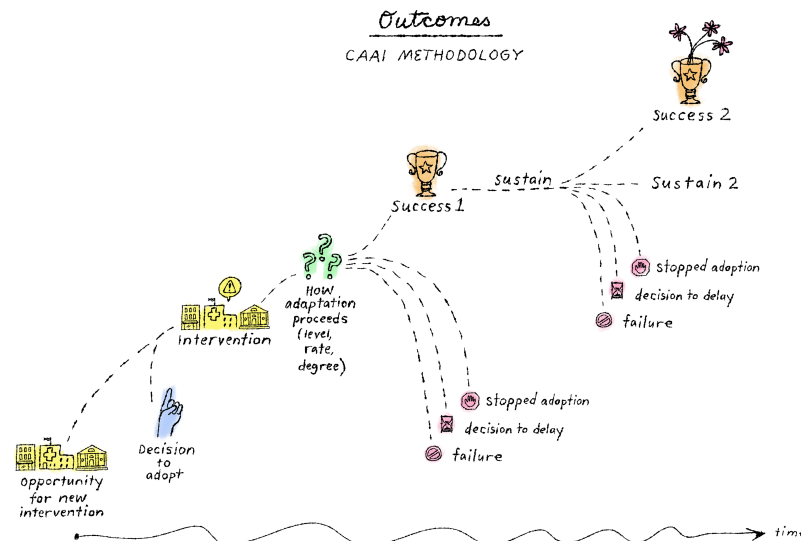 Outcomes
CAAI METHODOLOGY
Success 2
Success 1
Sustain
Sustain 2
stopped adoption
decision to delay
failure
How
adaptation
proceeds
(level,
rate,
degree)
Intervention
stopped adoption
decision to delay
failure
Decision
to
adopt
Opportunity
for new
intervention
time